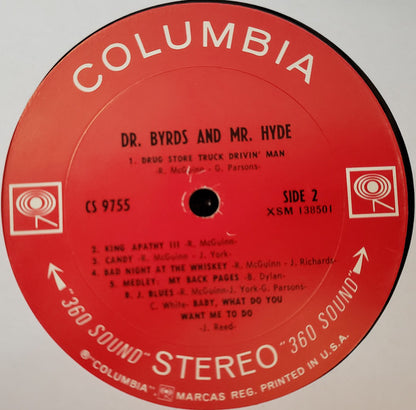 COLUMBIA
DR. BYRDS AND MR. HYDE
1. DRUG STORE TRUCK DRIVIN' MAN
-R. McGuinn - G. Parsons-
CS 9755
SIDE 2
XSM 138501
2. KING APATHY III -R. McGuinn-
3. CANDY -R. McGuinn - J. York-
4. BAD NIGHT AT THE WHISKEY -R. McGuinn- J. Richards-
5. MEDLEY: MY BACK PAGES -B. Dylan-
B. J. BLUES -R. McGuinn-J. York-G. Parsons-
C. White- BABY, WHAT DO YOU
WANT ME TO DO
-J. Reed-
"360 SOUND" STEREO "360 SOUND"
® "COLUMBIA", MARCAS REG. PRINTED IN U.S.A.